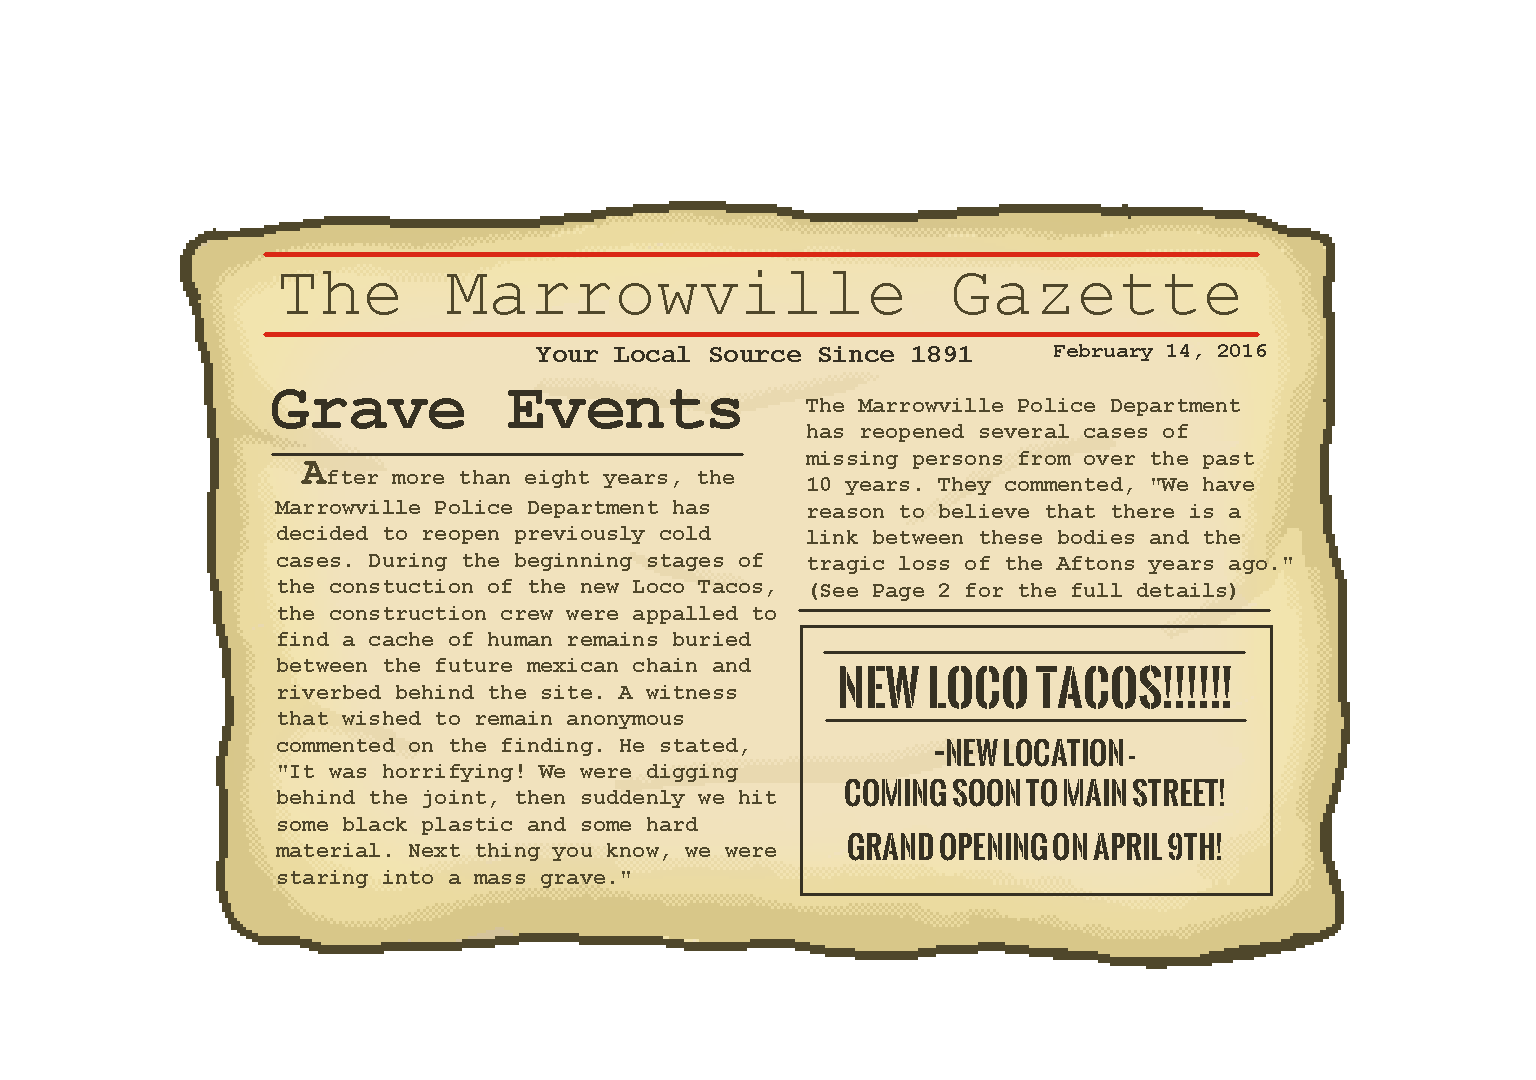 The Marrowville Gazette
Your Local Source Since 1891
February 14, 2016
Grave Events
After more than eight years, the
Marrowville Police Department has
decided to reopen previously cold
cases. During the beginning stages of
the constuction of the new Loco Tacos,
the construction crew were appalled to
find a cache of human remains buried
between the future mexican chain and
riverbed behind the site. A witness
that wished to remain anonymous
commented on the finding. He stated,
"It was horrifying! We were digging
behind the joint, then suddenly we hit
some black plastic and some hard
material. Next thing you know, we were
staring into a mass grave."
The Marrowville Police Department
has reopened several cases of
missing persons from over the past
10 years. They commented, "We have
reason to believe that there is a
link between these bodies and the
tragic loss of the Aftons years ago."
(See Page 2 for the full details)
NEW LOCO TACOS!!!!!!
-NEW LOCATION-
COMING SOON TO MAIN STREET!
GRAND OPENING ON APRIL 9TH!